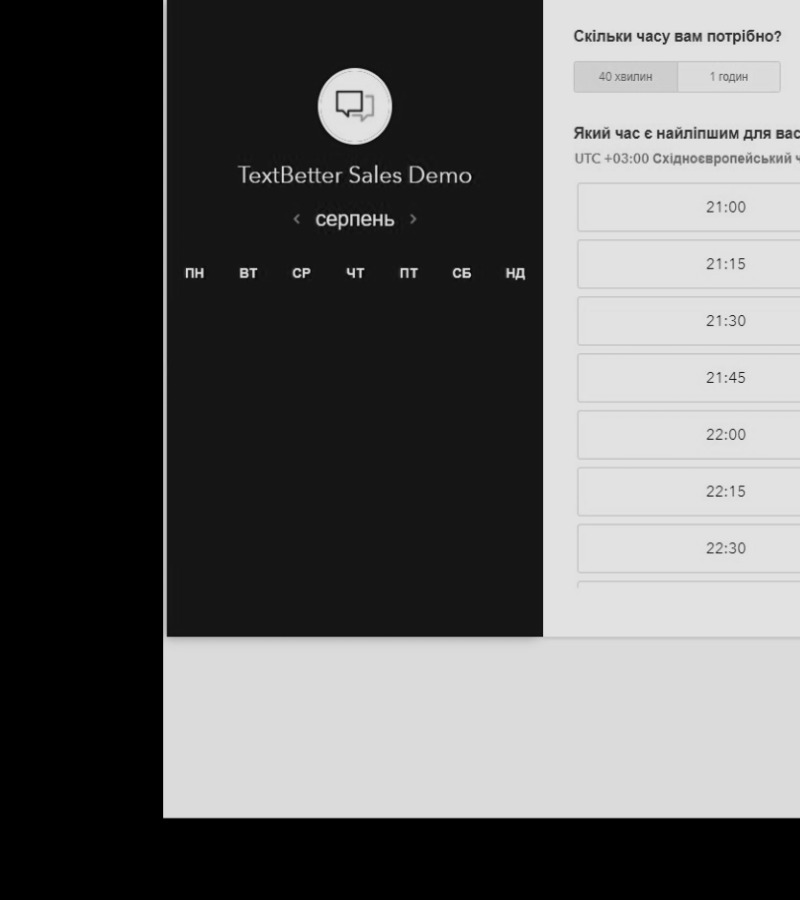 TextBetter Sales Demo
‹ серпень ›
ПН ВТ СР ЧТ ПТ СБ НД
Скільки часу вам потрібно?
40 хвилин 1 годин
Який час є найліпшим для вас
UTC +03:00 Східноєвропейський
21:00
21:15
21:30
21:45
22:00
22:15
22:30